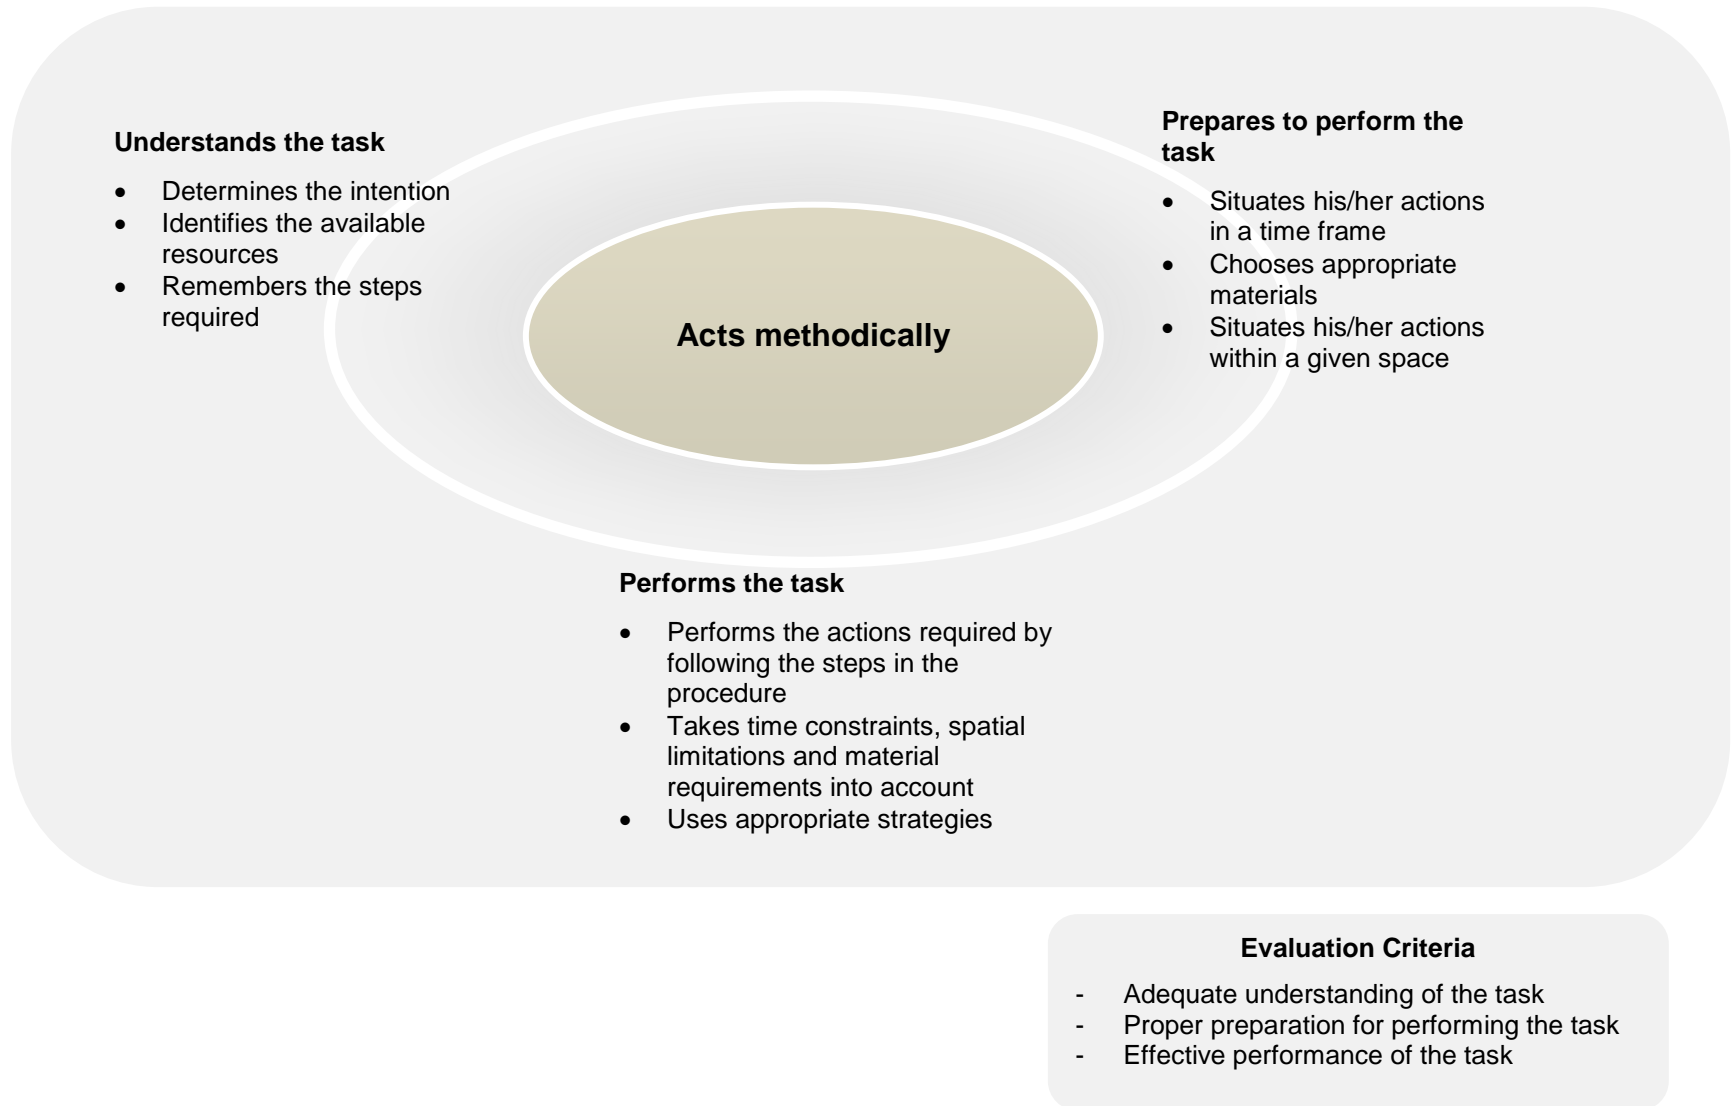 Understands the task
• Determines the intention
• Identifies the available
resources
• Remembers the steps
required
Prepares to perform the
task
• Situates his/her actions
in a time frame
• Chooses appropriate
materials
• Situates his/her actions
within a given space
Acts methodically
Performs the task
• Performs the actions required by
following the steps in the
procedure
• Takes time constraints, spatial
limitations and material
requirements into account
• Uses appropriate strategies
Evaluation Criteria
- Adequate understanding of the task
- Proper preparation for performing the task
- Effective performance of the task